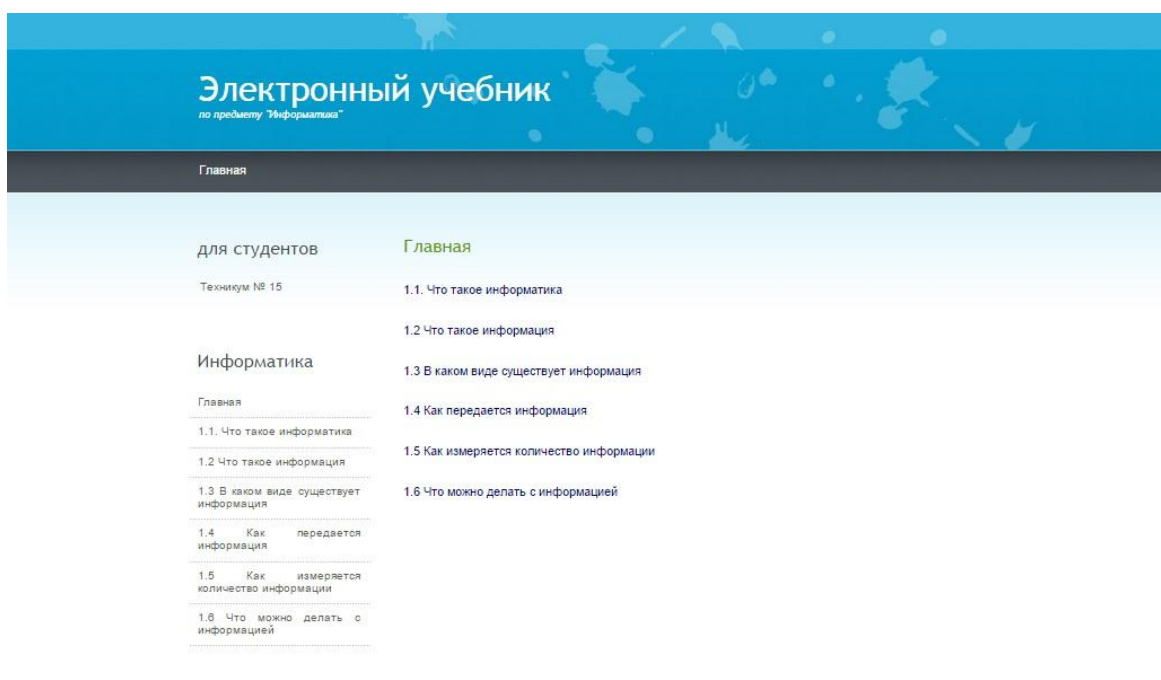 Электронный учебник
по предмету "Информатика"
Главная
для студентов
Техникум № 15
Информатика
Главная
1.1. Что такое информатика
1.2 Что такое информация
1.3 В каком виде существует
информация
1.4 Как передается
информация
1.5 Как измеряется
количество информации
1.6 Что можно делать с
информацией
Главная
1.1. Что такое информатика
1.2 Что такое информация
1.3 В каком виде существует информация
1.4 Как передается информация
1.5 Как измеряется количество информации
1.6 Что можно делать с информацией